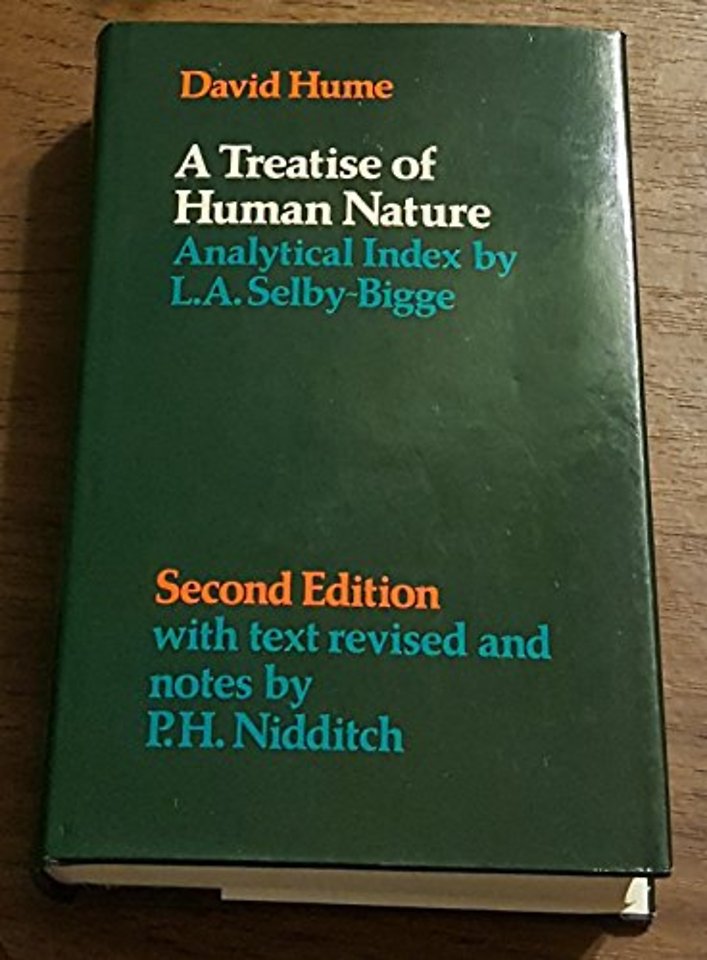 David Hume
A Treatise of
Human Nature
Analytical Index by
L.A. Selby-Bigge
Second Edition
with text revised and
notes by
P.H. Nidditch